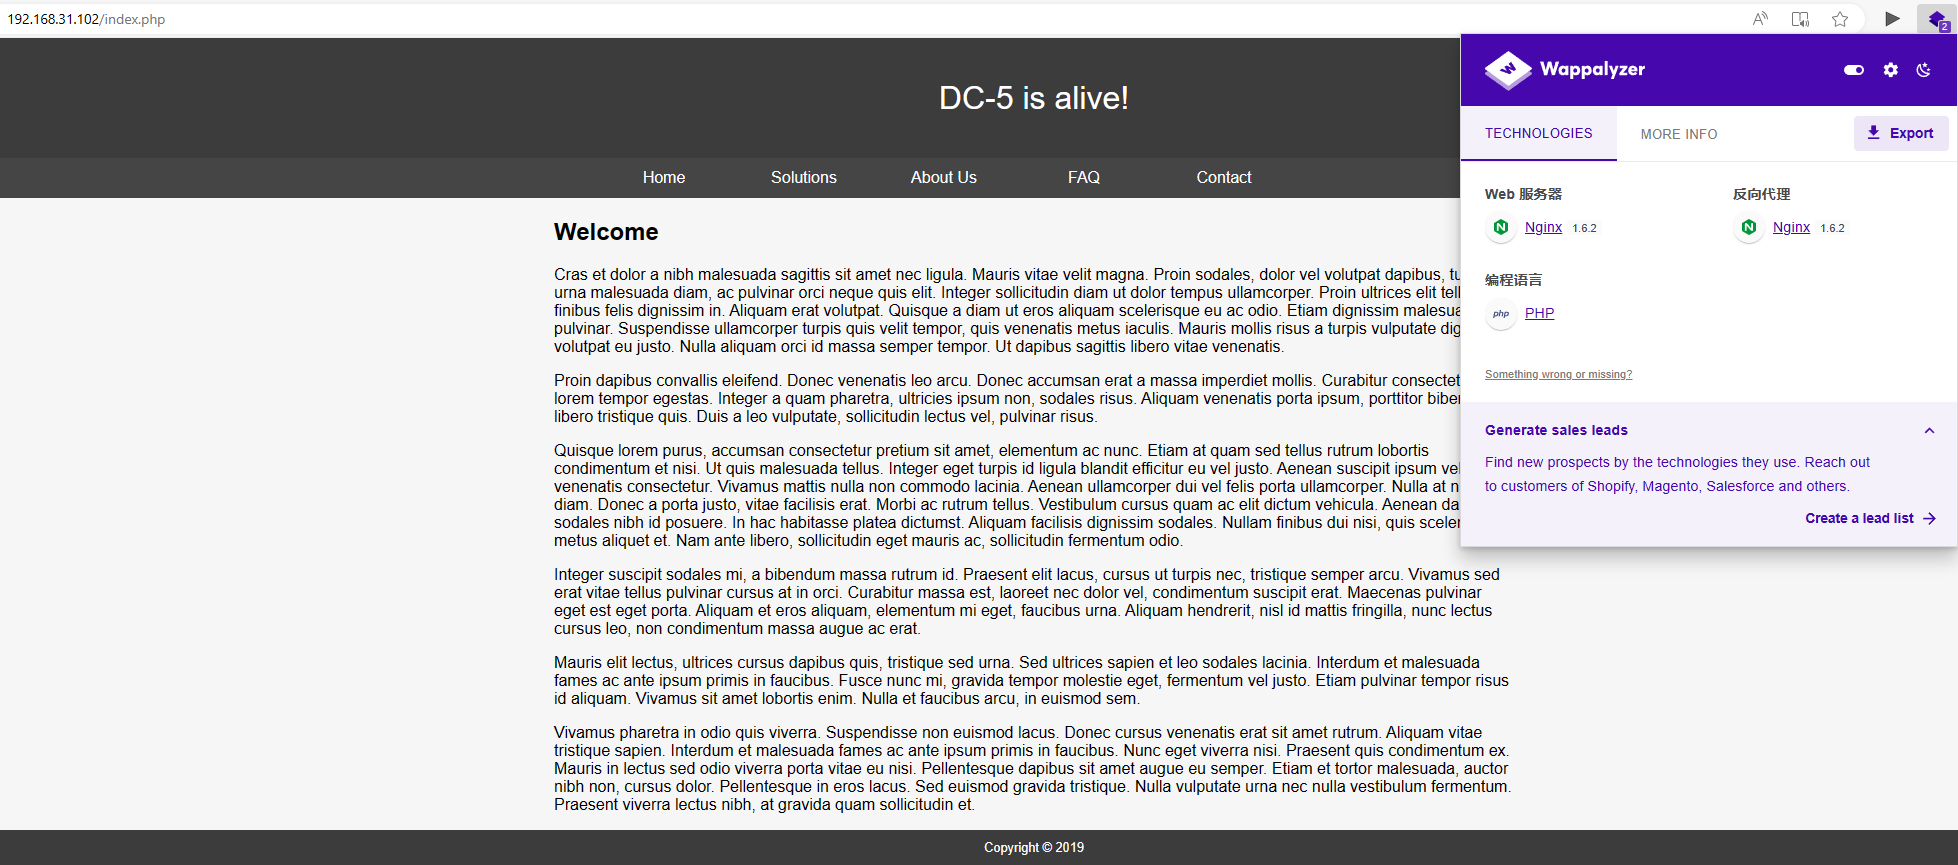 192.168.31.102/index.php
2
DC-5 is alive!
Home Solutions About Us FAQ Contact
Welcome
Cras et dolor a nibh malesuada sagittis sit amet nec ligula. Mauris vitae velit magna. Proin sodales, dolor vel volutpat dapibus,
urna malesuada diam, ac pulvinar orci neque quis elit. Integer sollicitudin diam ut dolor tempus ullamcorper. Proin ultrices elit
finibus felis dignissim in. Aliquam erat volutpat. Quisque a diam ut eros aliquam scelerisque eu ac odio. Etiam dignissim
pulvinar. Suspendisse ullamcorper turpis quis velit tempor, quis venenatis metus iaculis. Mauris mollis risus a turpis vulputate
volutpat eu justo. Nulla aliquam orci id massa semper tempor. Ut dapibus sagittis libero vitae venenatis.
Proin dapibus convallis eleifend. Donec venenatis leo arcu. Donec accumsan erat a massa imperdiet mollis. Curabitur
lorem tempor egestas. Integer a quam pharetra, ultricies ipsum non, sodales risus. Aliquam venenatis porta ipsum, porttitor
libero tristique quis. Duis a leo vulputate, sollicitudin lectus vel, pulvinar risus.
Quisque lorem purus, accumsan consectetur pretium sit amet, elementum ac nunc. Etiam at quam sed tellus rutrum lobortis
condimentum et nisi. Ut quis malesuada tellus. Integer eget turpis id ligula blandit efficitur eu vel justo. Aenean suscipit ipsum
venenatis consectetur. Vivamus mattis nulla non commodo lacinia. Aenean ullamcorper dui vel felis porta ullamcorper. Nulla at
diam. Donec a porta justo, vitae facilisis erat. Morbi ac rutrum tellus. Vestibulum cursus quam ac elit dictum vehicula. Aenean
sodales nibh id posuere. In hac habitasse platea dictumst. Aliquam facilisis dignissim sodales. Nullam finibus dui nisi, quis
metus aliquet et. Nam ante libero, sollicitudin eget mauris ac, sollicitudin fermentum odio.
Integer suscipit sodales mi, a bibendum massa rutrum id. Praesent elit lacus, cursus ut turpis nec, tristique semper arcu. Vivamus sed
erat vitae tellus pulvinar cursus at in orci. Curabitur massa est, laoreet nec dolor vel, condimentum suscipit erat. Maecenas pulvinar
eget est eget porta. Aliquam et eros aliquam, elementum mi eget, faucibus urna. Aliquam hendrerit, nisl id mattis fringilla, nunc lectus
cursus leo, non condimentum massa augue ac erat.
Mauris elit lectus, ultrices cursus dapibus quis, tristique sed urna. Sed ultrices sapien et leo sodales lacinia. Interdum et malesuada
fames ac ante ipsum primis in faucibus. Fusce nunc mi, gravida tempor molestie eget, fermentum vel justo. Etiam pulvinar tempor risus
id aliquam. Vivamus sit amet lobortis enim. Nulla et faucibus arcu, in euismod sem.
Vivamus pharetra in odio quis viverra. Suspendisse non euismod lacus. Donec cursus venenatis erat sit amet rutrum. Aliquam vitae
tristique sapien. Interdum et malesuada fames ac ante ipsum primis in faucibus. Nunc eget viverra nisi. Praesent quis condimentum ex.
Mauris in lectus sed odio viverra porta vitae eu nisi. Pellentesque dapibus sit amet augue eu semper. Etiam et tortor malesuada, auctor
nibh non, cursus dolor. Pellentesque in eros lacus. Sed euismod gravida tristique. Nulla vulputate urna nec nulla vestibulum fermentum.
Praesent viverra lectus nibh, at gravida quam sollicitudin et.
Copyright © 2019
W Wappalyzer
TECHNOLOGIES MORE INFO Export
Web 服务器 反向代理
Nginx 1.6.2 Nginx 1.6.2
编程语言
php PHP
Something wrong or missing?
Generate sales leads
Find new prospects by the technologies they use. Reach out
to customers of Shopify, Magento, Salesforce and others.
Create a lead list